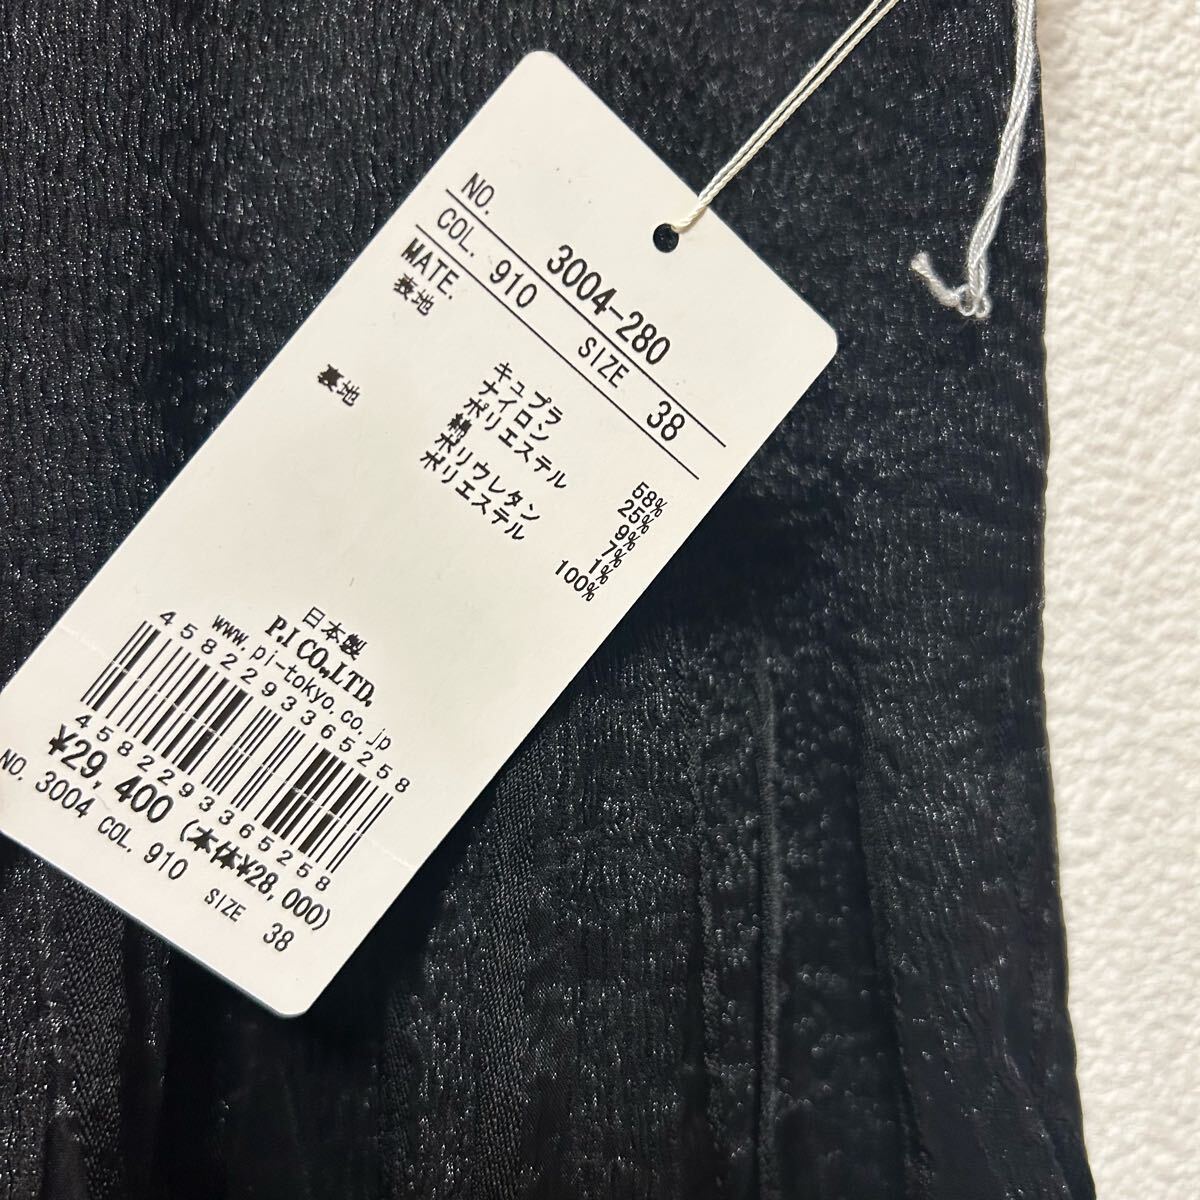 NO. 3004-280
COL. 910 SIZE 38
MATE.
表地 キュプラ 58%
ナイロン 25%
ポリエステル 9%
綿 7%
ポリウレタン 1%
裏地 ポリエステル 100%
日本製
P.I CO.,LTD.
www.pi-tokyo.co.jp
4582293365258
4582293365258
¥29,400 (本体¥28,000)
NO. 3004 COL. 910 SIZE 38